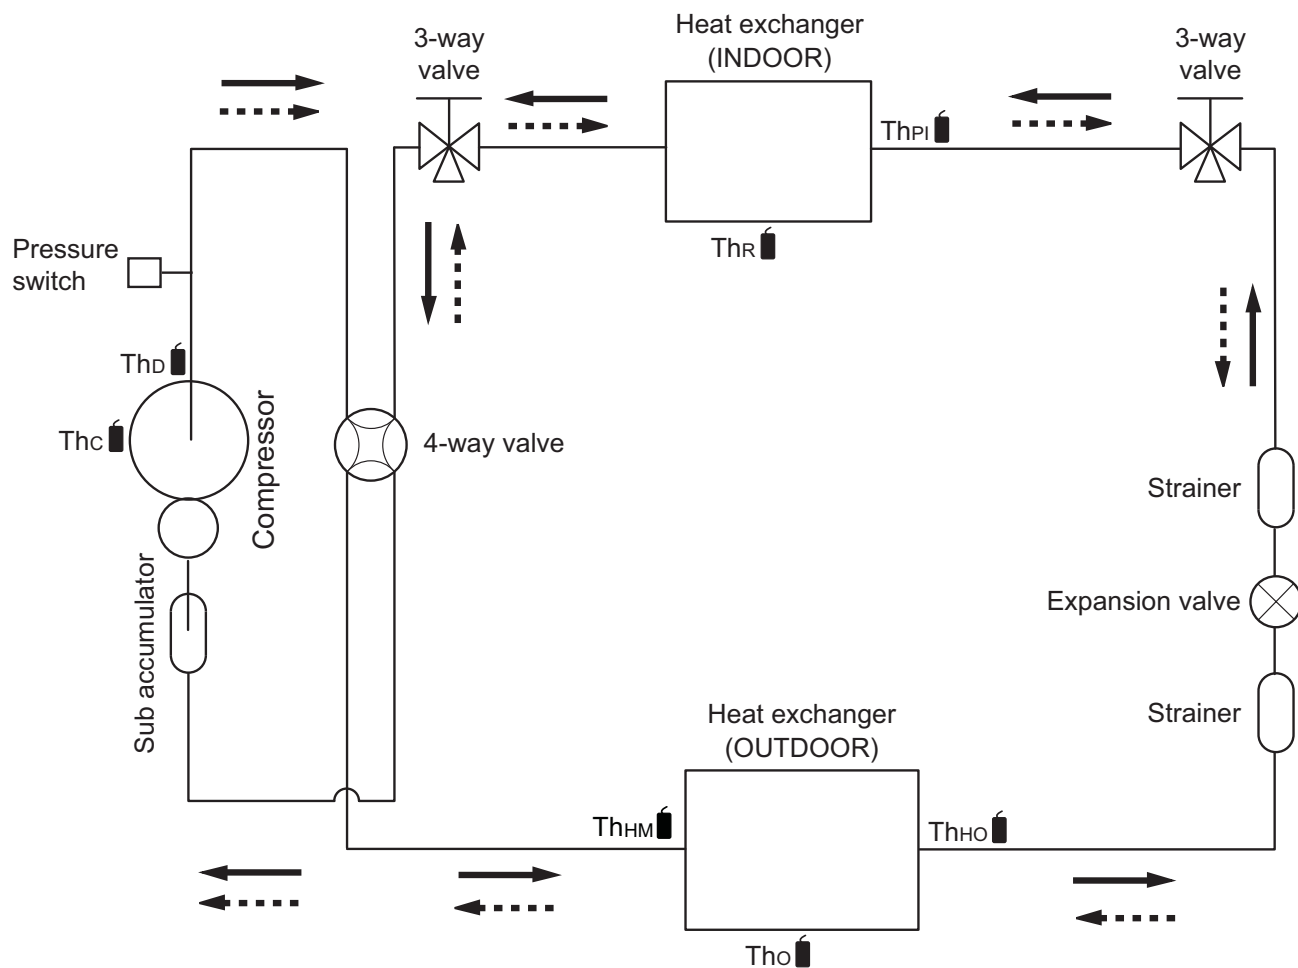 Heat exchanger
(INDOOR)
3-way
valve
3-way
valve
ThPI
ThR
Pressure
switch
ThD
ThC
Compressor
4-way valve
Strainer
Expansion valve
Sub accumulator
Strainer
Heat exchanger
(OUTDOOR)
ThHM
ThHO
ThO